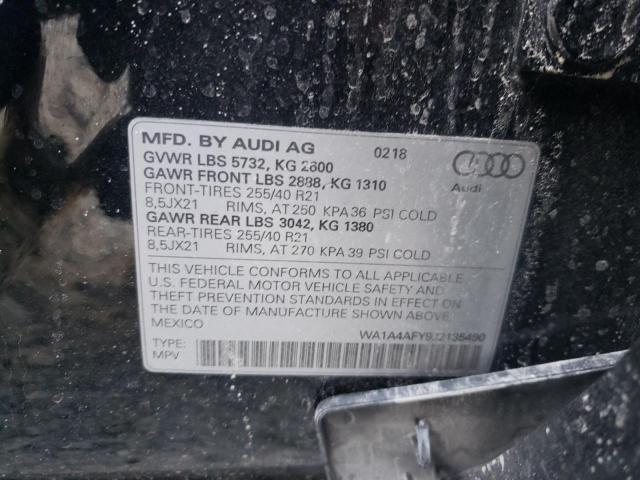 MFD. BY AUDI AG 0218
GVWR LBS 5732, KG 2600
GAWR FRONT LBS 2888, KG 1310
FRONT-TIRES 255/40 R21
8,5JX21 RIMS, AT 250 KPA 36 PSI COLD
GAWR REAR LBS 3042, KG 1380
REAR-TIRES 255/40 R21
8,5JX21 RIMS, AT 270 KPA 39 PSI COLD
Audi
THIS VEHICLE CONFORMS TO ALL APPLICABLE
U.S. FEDERAL MOTOR VEHICLE SAFETY AND
THEFT PREVENTION STANDARDS IN EFFECT ON
THE DATE OF MANUFACTURE SHOWN ABOVE.
MEXICO
WA1A4AFY9J2135490
TYPE:
MPV